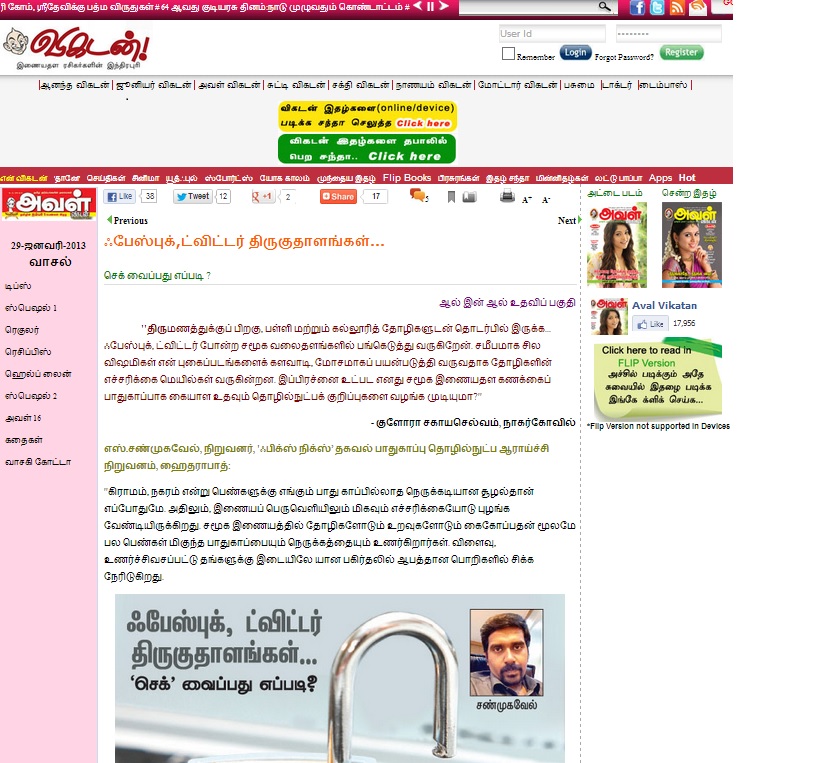 ரி கோம், ஸ்ரீதேவிக்கு பத்ம விருதுகள் # 64 ஆவது குடியரசு தினம்:நாடு முழுவதும் கொண்டாட்டம் #
விகடன்!
இணையதள ரசிகர்களின் இந்திரபுரி
User Id
Remember Login Forgot Password? Register
|ஆனந்த விகடன் | ஜூனியர் விகடன் | அவள் விகடன் | சுட்டி விகடன் | சக்தி விகடன் | நாணயம் விகடன் | மோட்டார் விகடன் | பசுமை |டாக்டர் |டைம்பாஸ் |
விகடன் இதழ்களை(online/device)
படிக்க சந்தா செலுத்த Click here
விகடன் இதழ்களை தபாலில்
பெற சந்தா.. Click here
என் விகடன் 'தானே' செய்திகள் சினிமா யூத்..புல் ஸ்போர்ட்ஸ் யோக காலம் முந்தைய இதழ் Flip Books பிரசுரங்கள் இதழ் சந்தா மின்னிதழ்கள் லட்டு பாப்பா Apps Hot
அவள்
விகடன்
Like 38 Tweet 12 +1 2 Share 17 5 A+ A-
Previous Next
29-ஜனவரி-2013
வாசல்
டிப்ஸ்
ஸ்பெஷல் 1
ரெகுலர்
ரெசிப்பிஸ்
ஹெல்ப் லைன்
ஸ்பெஷல் 2
அவள் 16
கதைகள்
வாசகி கோட்டா
ஃபேஸ்புக்,ட்விட்டர் திருகுதாளங்கள்...
செக் வைப்பது எப்படி ?
ஆல் இன் ஆல் உதவிப் பகுதி
''திருமணத்துக்குப் பிறகு, பள்ளி மற்றும் கல்லூரித் தோழிகளுடன் தொடர்பில் இருக்க...
ஃபேஸ்புக், ட்விட்டர் போன்ற சமூக வலைதளங்களில் பங்கெடுத்து வருகிறேன். சமீபமாக சில
விஷமிகள் என் புகைப்படங்களைக் களவாடி, மோசமாகப் பயன்படுத்தி வருவதாக தோழிகளின்
எச்சரிக்கை மெயில்கள் வருகின்றன. இப்பிரச்னை உட்பட எனது சமூக இணையதள கணக்கைப்
பாதுகாப்பாக கையாள உதவும் தொழில்நுட்பக் குறிப்புகளை வழங்க முடியுமா?''
- குளோரா சகாயசெல்வம், நாகர்கோவில்
எஸ்.சண்முகவேல், நிறுவனர், 'ஃபிக்ஸ் நிக்ஸ்' தகவல் பாதுகாப்பு தொழில்நுட்ப ஆராய்ச்சி
நிறுவனம், ஹைதராபாத்:
''கிராமம், நகரம் என்று பெண்களுக்கு எங்கும் பாது காப்பில்லாத நெருக்கடியான சூழல்தான்
எப்போதுமே. அதிலும், இணையப் பெருவெளியிலும் மிகவும் எச்சரிக்கையோடு புழங்க
வேண்டியிருக்கிறது. சமூக இணையத்தில் தோழிகளோடும் உறவுகளோடும் கைகோப்பதன் மூலமே
பல பெண்கள் மிகுந்த பாதுகாப்பையும் நெருக்கத்தையும் உணர்கிறார்கள். விளைவு,
உணர்ச்சிவசப்பட்டு தங்களுக்கு இடையிலே யான பகிர்தலில் ஆபத்தான பொறிகளில் சிக்க
நேரிடுகிறது.
ஃபேஸ்புக், ட்விட்டர்
திருகுதாளங்கள்...
'செக்' வைப்பது எப்படி?
சண்முகவேல்
அட்டை படம் சென்ற இதழ்
அவள் அவள்
Aval Vikatan
Like 17,956
Click here to read in
FLIP Version
அச்சில் படிக்கும் அதே
சுவையில் இதழை படிக்க
இங்கே க்ளிக் செய்க...
*Flip Version not supported in Devices